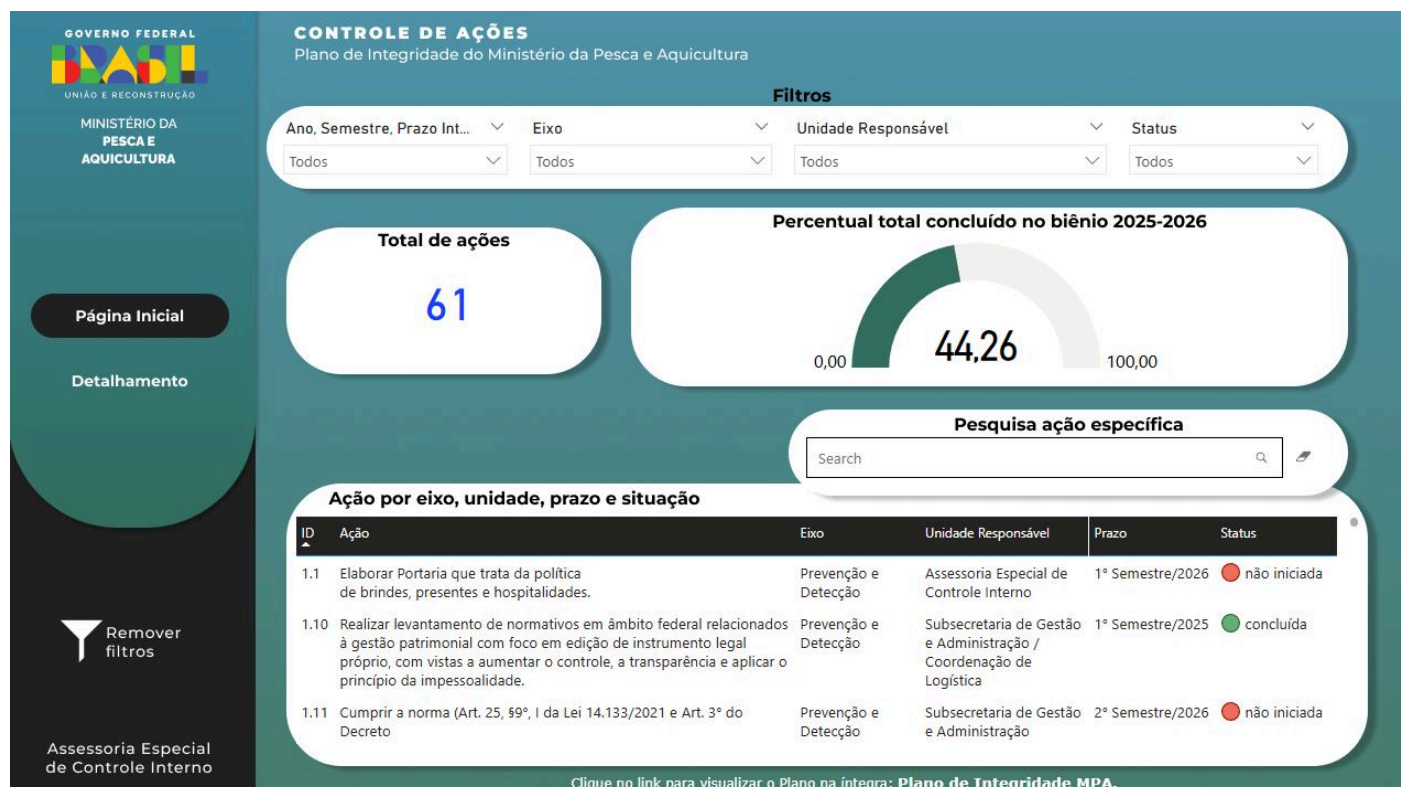 GOVERNO FEDERAL
BRASIL
UNIÃO E RECONSTRUÇÃO
MINISTÉRIO DA
PESCA E
AQUICULTURA
Página Inicial
Detalhamento
Remover
filtros
Assessoria Especial
de Controle Interno
CONTROLE DE AÇÕES
Plano de Integridade do Ministério da Pesca e Aquicultura
Filtros
Ano, Semestre, Prazo Int... Eixo Unidade Responsável Status
Todos Todos Todos Todos
Total de ações
61
Percentual total concluído no biênio 2025-2026
44,26
0,00 100,00
Pesquisa ação específica
Search
Ação por eixo, unidade, prazo e situação
ID Ação Eixo Unidade Responsável Prazo Status
1.1 Elaborar Portaria que trata da política Prevenção e Assessoria Especial de 1° Semestre/2026 não iniciada
de brindes, presentes e hospitalidades. Detecção Controle Interno
1.10 Realizar levantamento de normativos em âmbito federal relacionados Prevenção e Subsecretaria de Gestão 1° Semestre/2025 concluída
à gestão patrimonial com foco em edição de instrumento legal Detecção e Administração /
próprio, com vistas a aumentar o controle, a transparência e aplicar o Coordenação de
princípio da impessoalidade. Logística
1.11 Cumprir a norma (Art. 25, §9°, I da Lei 14.133/2021 e Art. 3° do Prevenção e Subsecretaria de Gestão 2° Semestre/2026 não iniciada
Decreto Detecção e Administração
Clique no link para visualizar o Plano na íntegra: Plano de Integridade MPA.